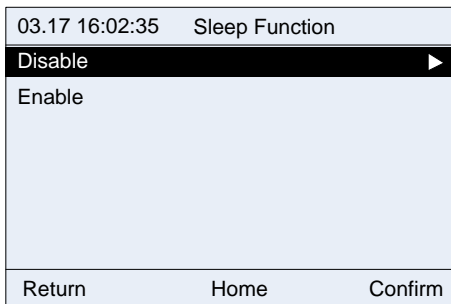 03.17 16:02:35 Sleep Function
Disable
Enable
Return Home Confirm